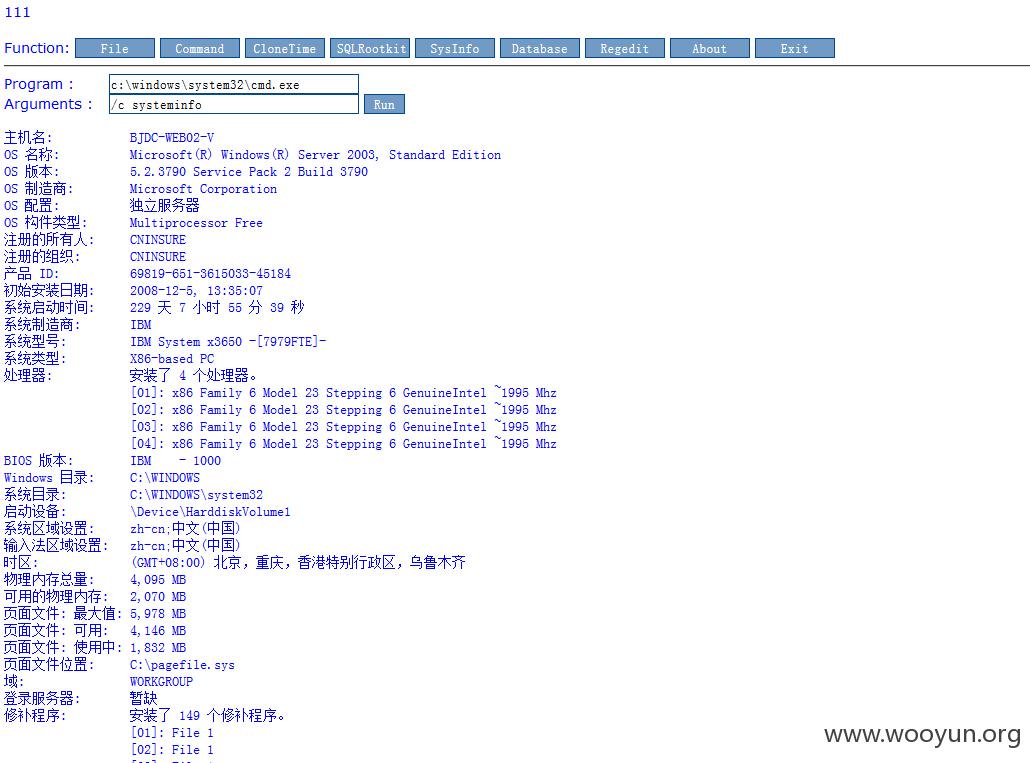 111
Function: File Command CloneTime SQLRootkit SysInfo Database Regedit About Exit
Program : c:\windows\system32\cmd.exe
Arguments : /c systeminfo Run
主机名: BJDC-WEB02-V
OS 名称: Microsoft(R) Windows(R) Server 2003, Standard Edition
OS 版本: 5.2.3790 Service Pack 2 Build 3790
OS 制造商: Microsoft Corporation
OS 配置: 独立服务器
OS 构件类型: Multiprocessor Free
注册的所有人: CNINSURE
注册的组织: CNINSURE
产品 ID: 69819-651-3615033-45184
初始安装日期: 2008-12-5, 13:35:07
系统启动时间: 229 天 7 小时 55 分 39 秒
系统制造商: IBM
系统型号: IBM System x3650 -[7979FTE]-
系统类型: X86-based PC
处理器: 安装了 4 个处理器。
[01]: x86 Family 6 Model 23 Stepping 6 GenuineIntel ~1995 Mhz
[02]: x86 Family 6 Model 23 Stepping 6 GenuineIntel ~1995 Mhz
[03]: x86 Family 6 Model 23 Stepping 6 GenuineIntel ~1995 Mhz
[04]: x86 Family 6 Model 23 Stepping 6 GenuineIntel ~1995 Mhz
BIOS 版本: IBM - 1000
Windows 目录: C:\WINDOWS
系统目录: C:\WINDOWS\system32
启动设备: \Device\HarddiskVolume1
系统区域设置: zh-cn;中文(中国)
输入法区域设置: zh-cn;中文(中国)
时区: (GMT+08:00) 北京，重庆，香港特别行政区，乌鲁木齐
物理内存总量: 4,095 MB
可用的物理内存: 2,070 MB
页面文件: 最大值: 5,978 MB
页面文件: 可用: 4,146 MB
页面文件: 使用中: 1,832 MB
页面文件位置: C:\pagefile.sys
域: WORKGROUP
登录服务器: 暂缺
修补程序: 安装了 149 个修补程序。
[01]: File 1
[02]: File 1
www.wooyun.org